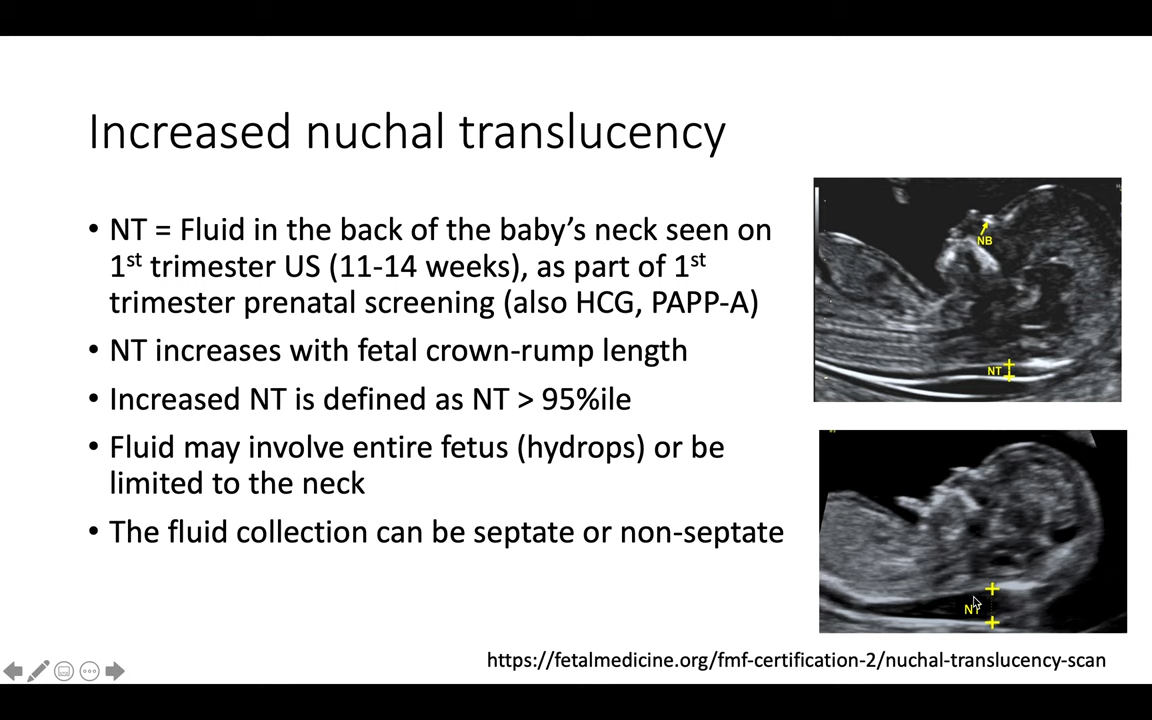 Increased nuchal translucency
• NT = Fluid in the back of the baby’s neck seen on
1st trimester US (11-14 weeks), as part of 1st
trimester prenatal screening (also HCG, PAPP-A)
• NT increases with fetal crown-rump length
• Increased NT is defined as NT > 95%ile
• Fluid may involve entire fetus (hydrops) or be
limited to the neck
• The fluid collection can be septate or non-septate
NB
NT
NT
https://fetalmedicine.org/fmf-certification-2/nuchal-translucency-scan